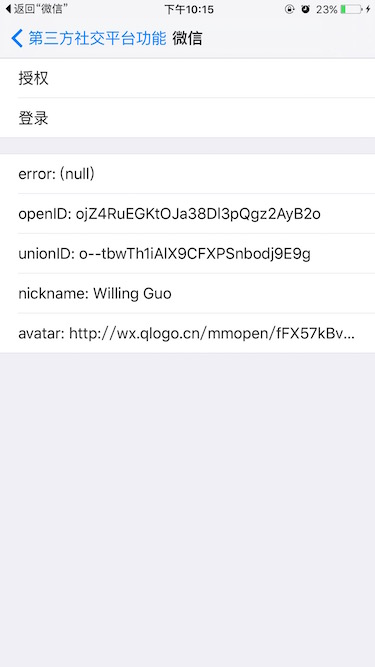 返回“微信” 下午10:15 23%
第三方社交平台功能 微信
授权
登录
error: (null)
openID: ojZ4RuEGKtOJa38DI3pQgz2AyB2o
unionID: o--tbwTh1iAIX9CFXPSnbodj9E9g
nickname: Willing Guo
avatar: http://wx.qlogo.cn/mmopen/fFX57kBv...